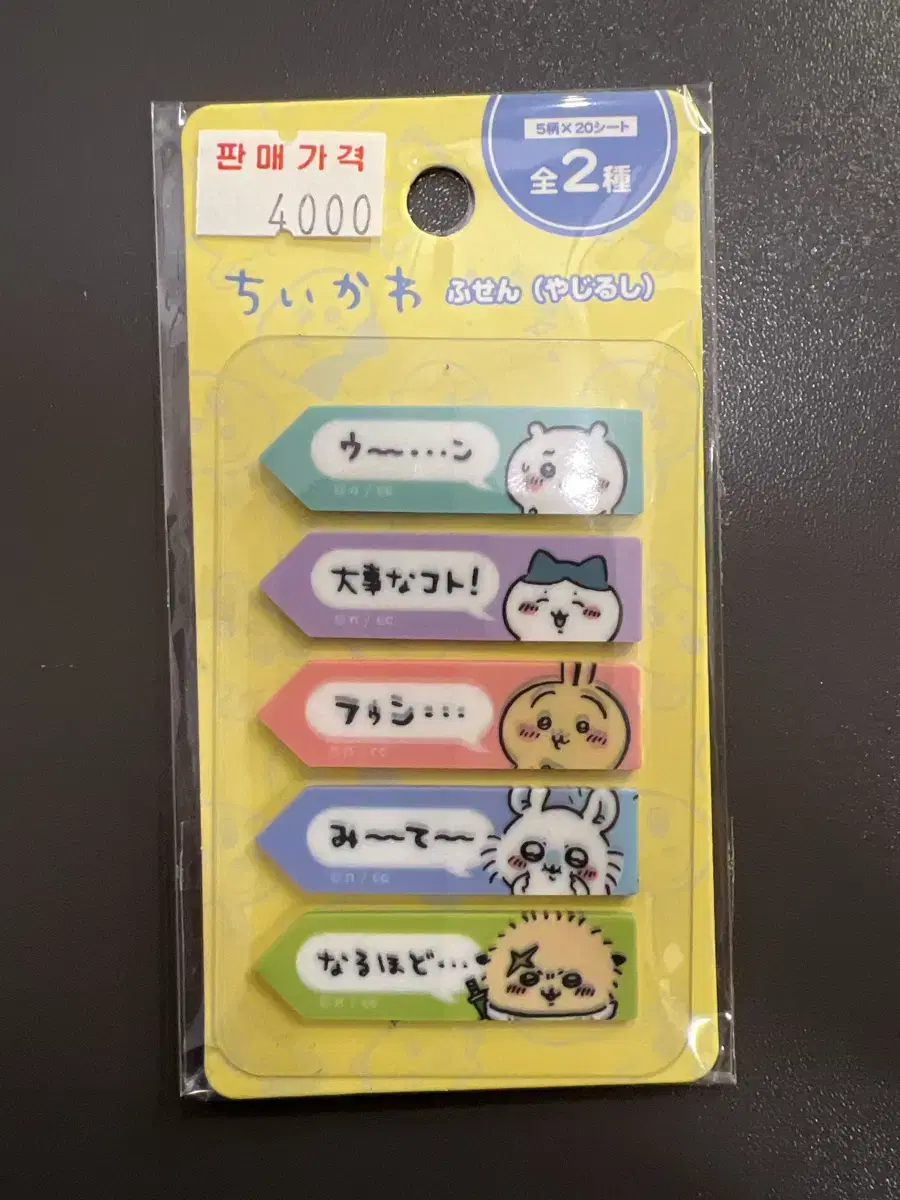 판매가격
4000
5柄×20シート
全2種
ちいかわ ふせん(やじるし)
ウ〜〜・・・ン
大事なコト!
フゥン・・・
み〜〜て〜〜
なるほど・・・